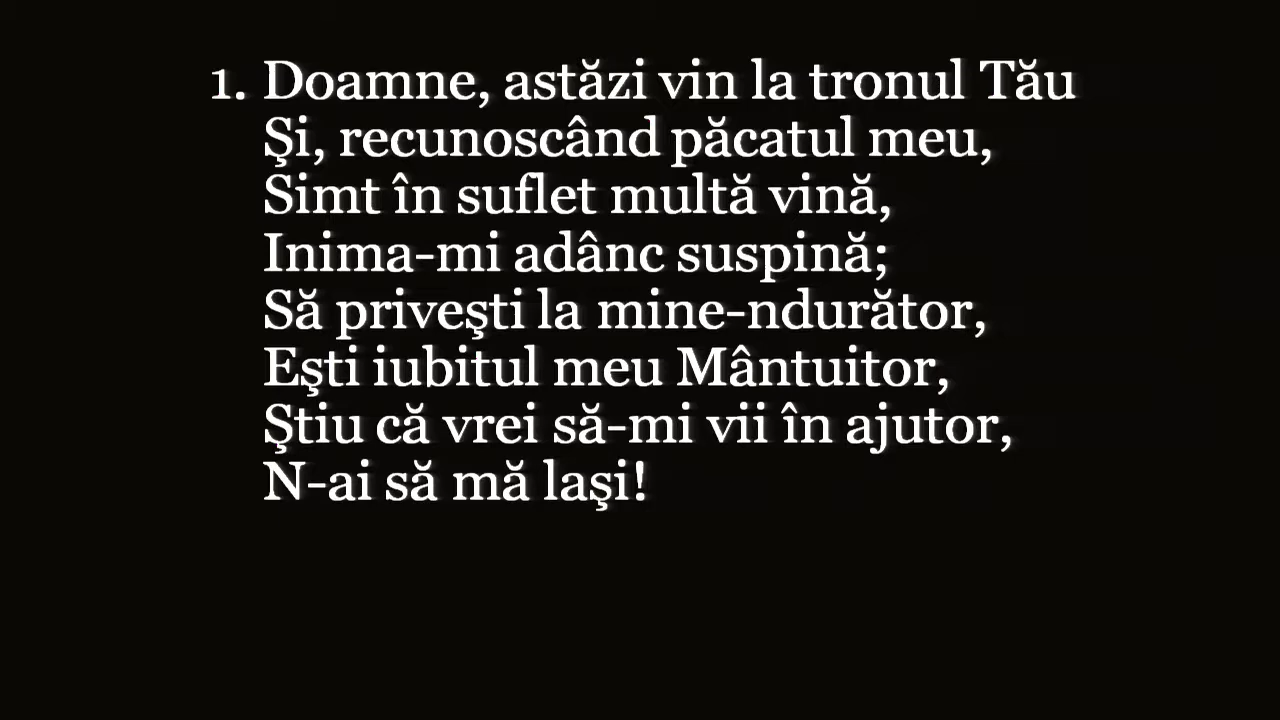 1. Doamne, astăzi vin la tronul Tău
Şi, recunoscând păcatul meu,
Simt în suflet multă vină,
Inima-mi adânc suspină;
Să priveşti la mine-ndurător,
Eşti iubitul meu Mântuitor,
Ştiu că vrei să-mi vii în ajutor,
N-ai să mă laşi!